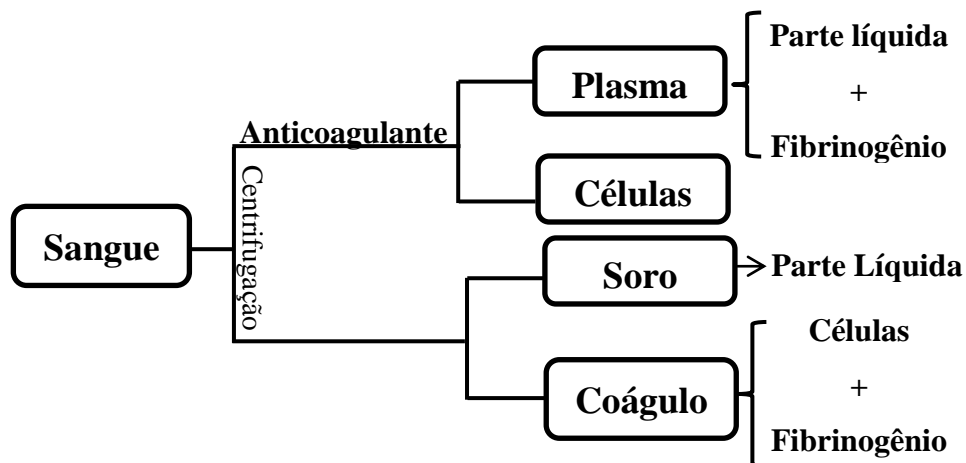 Parte líquida
Plasma
+
Anticoagulante
Fibrinogênio
Centrifugação
Células
Sangue
Soro
Parte Líquida
Células
Coágulo
+
Fibrinogênio